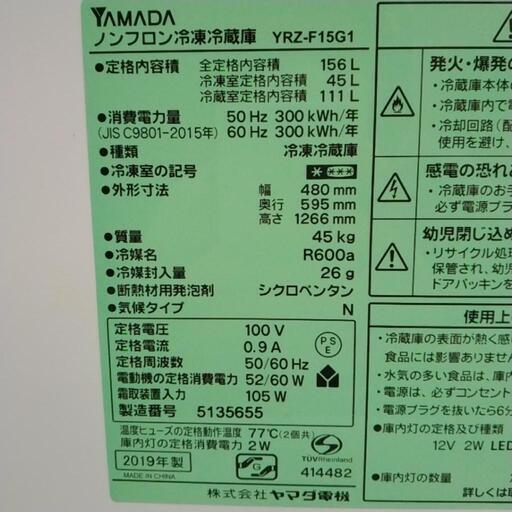 YAMADA
ノンフロン冷凍冷蔵庫 YRZ-F15G1
●定格内容積 全定格内容積 156 L
冷凍室定格内容積 45 L
冷蔵室定格内容積 111 L
●消費電力量 50 Hz 300 kWh/年
(JIS C9801-2015年) 60 Hz 300 kWh/年
●種類 冷凍冷蔵庫
●冷凍室の記号
●外形寸法 幅 480 mm
奥行 595 mm
高さ 1266 mm
●質量 45 kg
●冷媒名 R600a
●冷媒封入量 26 g
●断熱材用発泡剤 シクロペンタン
●気候タイプ N
定格電圧 100 V
定格電流 0.9 A
定格周波数 50/60 Hz
電動機の定格消費電力 52/60 W
霜取装置入力 105 W
製造番号 5135655
PSE
温度ヒューズの定格動作温度 77℃(2個共)
庫内灯の定格消費電力 2W
2019年製
MADE IN CHINA
G
TÜVRheinland
414482
株式会社ヤマダ電機
発火・爆発の
・冷蔵庫本体の
・冷蔵庫内で電
・冷却回路(配
使用を避け、
感電の恐れあ
・冷蔵庫のお手
必ず電源プラ
幼児閉じ込め
・リサイクル処理
保管され、幼児
ドアパッキンを
使用上
・冷蔵庫の表面が熱く感じ
食品には影響ありません
・水気の多い食品は、庫内
・電源は、必ずコンセント
・電源プラグを抜いたら6分
●庫内灯の定格及び種類
12V 2W LED
●庫内灯の数量
詳しくは取